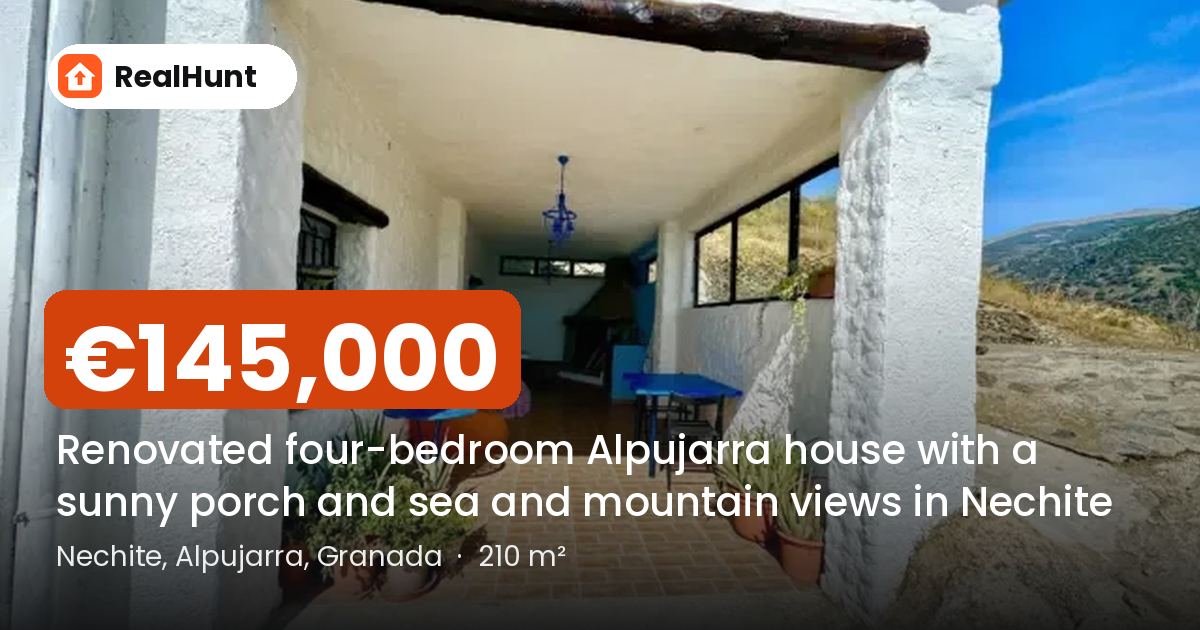 RealHunt
€145,000
Renovated four-bedroom Alpujarra house with a
sunny porch and sea and mountain views in Nechite
Nechite, Alpujarra, Granada · 210 m²